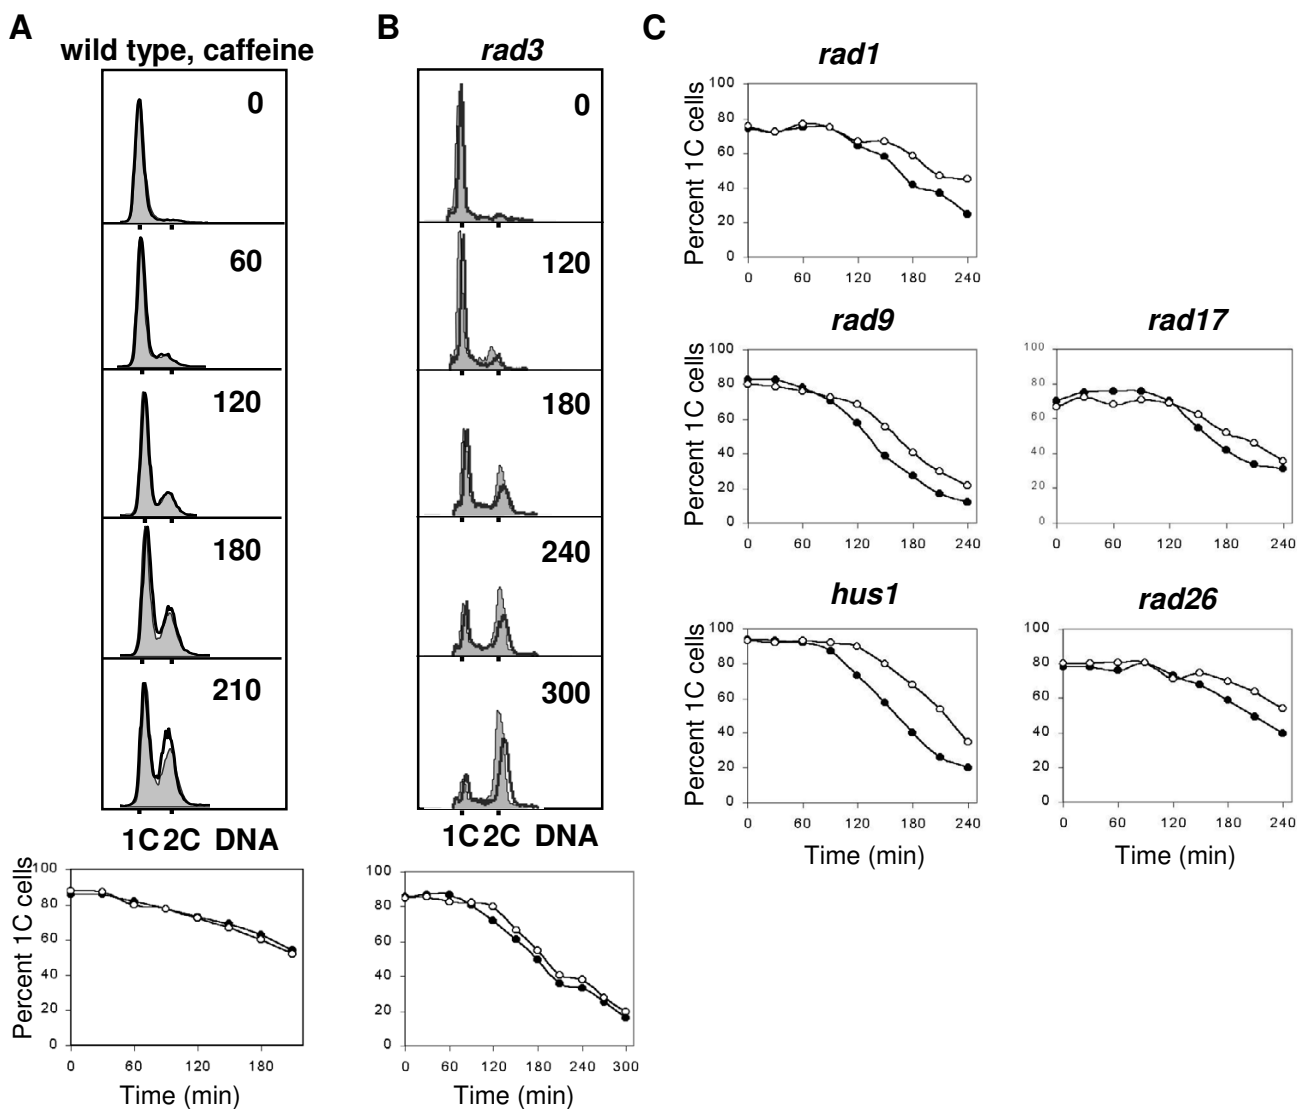 A
wild type, caffeine
0
60
120
180
210
1C 2C DNA
Percent 1C cells
100
80
60
40
20
0
0 60 120 180
Time (min)
B
rad3
0
120
180
240
300
1C 2C DNA
100
80
60
40
20
0
0 60 120 180 240 300
Time (min)
C
rad1
Percent 1C cells
100
80
60
40
20
0
0 60 120 180 240
rad9
Percent 1C cells
100
80
60
40
20
0
0 60 120 180 240
rad17
100
80
60
40
20
0
0 60 120 180 240
hus1
Percent 1C cells
100
80
60
40
20
0
0 60 120 180 240
Time (min)
rad26
100
80
60
40
20
0
0 60 120 180 240
Time (min)